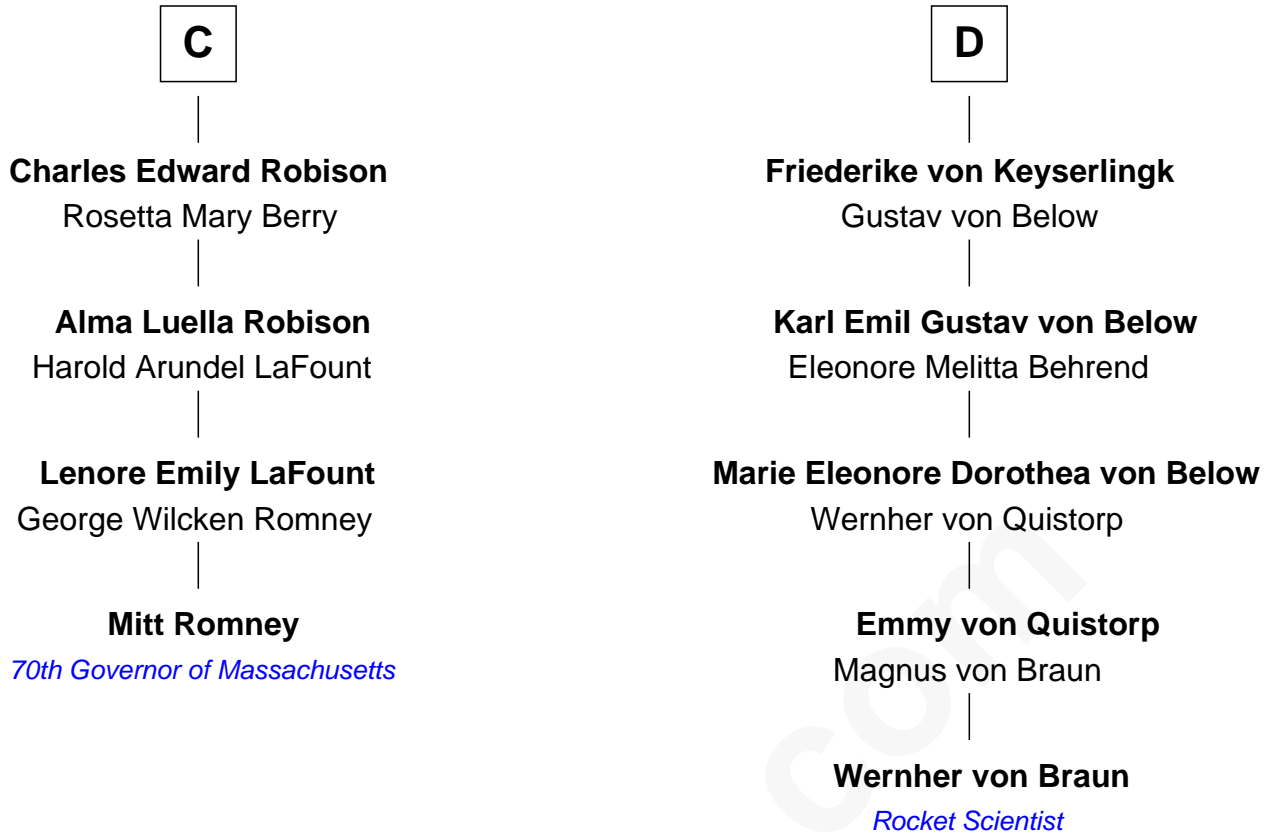 C
Charles Edward Robison
Rosetta Mary Berry
Alma Luella Robison
Harold Arundel LaFount
Lenore Emily LaFount
George Wilcken Romney
Mitt Romney
70th Governor of Massachusetts
D
Friederike von Keyserlingk
Gustav von Below
Karl Emil Gustav von Below
Eleonore Melitta Behrend
Marie Eleonore Dorothea von Below
Wernher von Quistorp
Emmy von Quistorp
Magnus von Braun
Wernher von Braun
Rocket Scientist
com